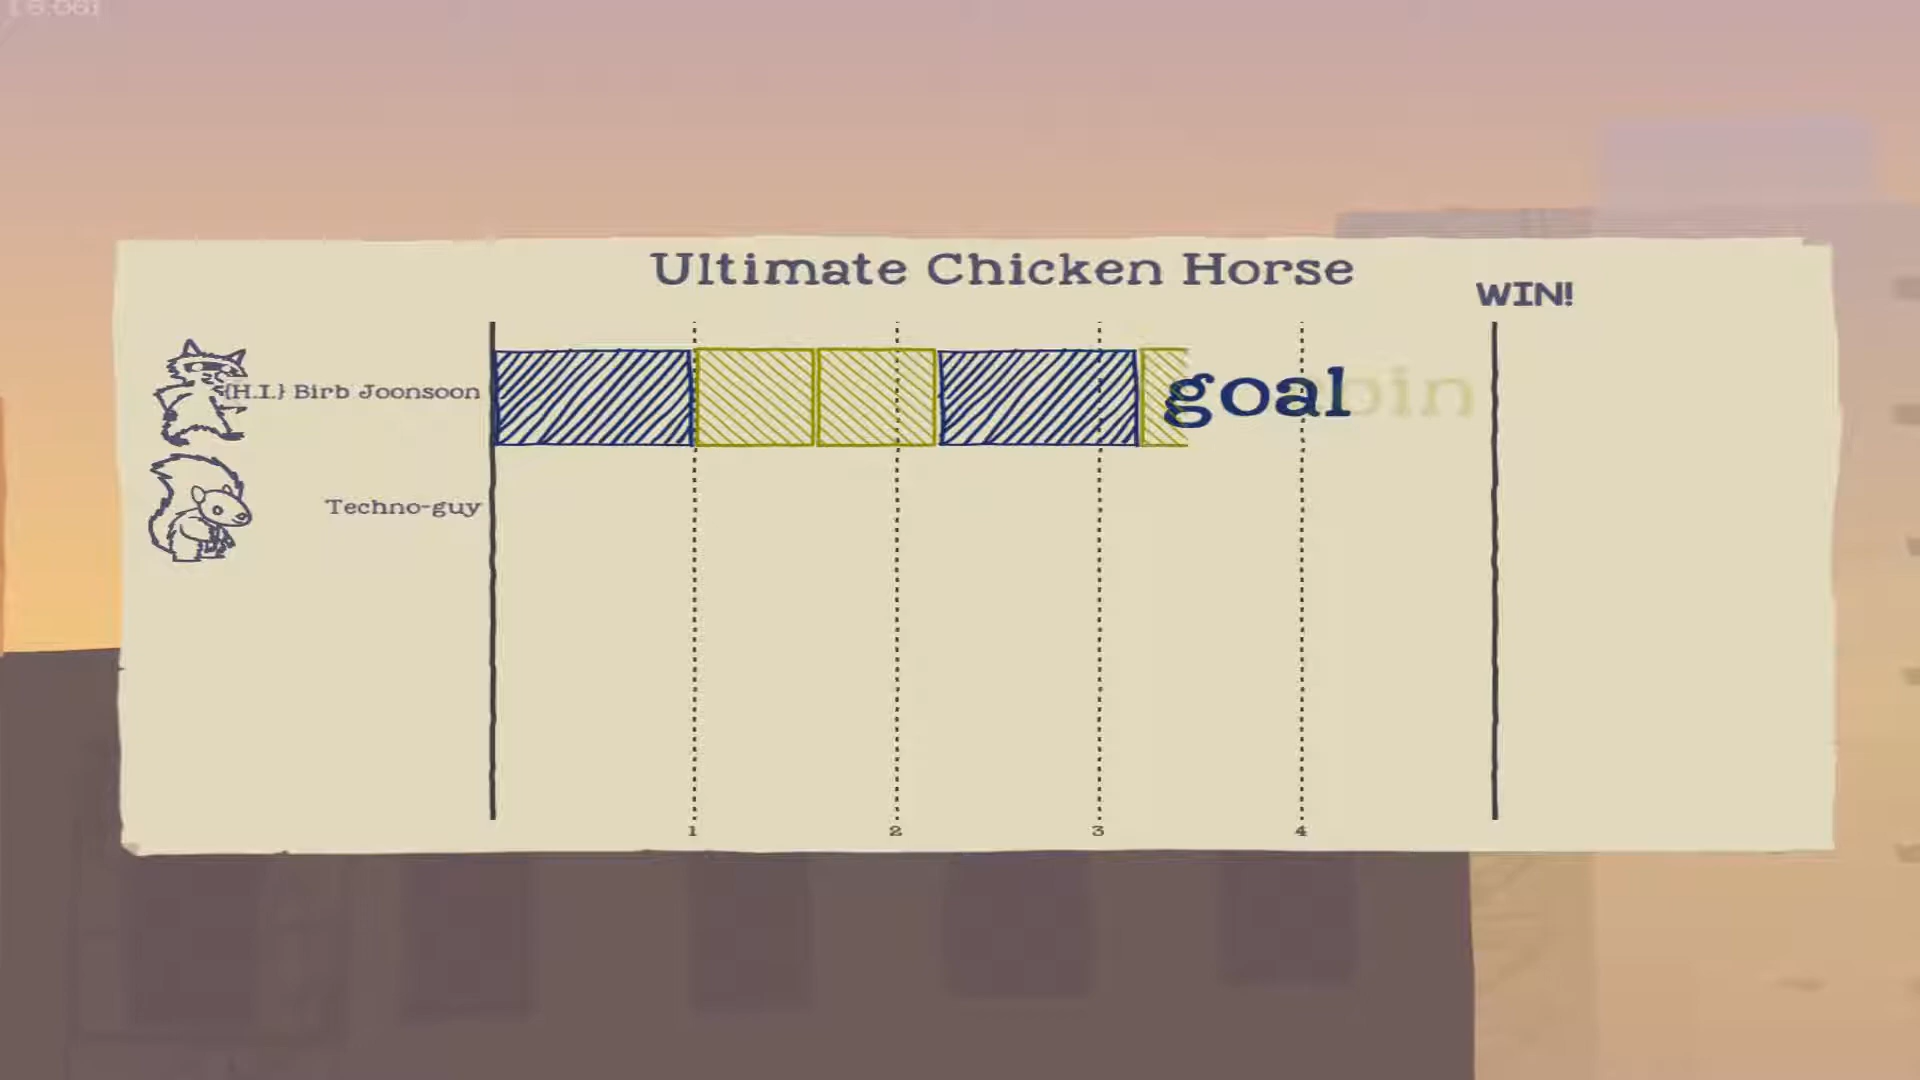 Ultimate Chicken Horse
WIN!
{H.I.} Birb Joonsoon
goal
Techno-guy
1 2 3 4